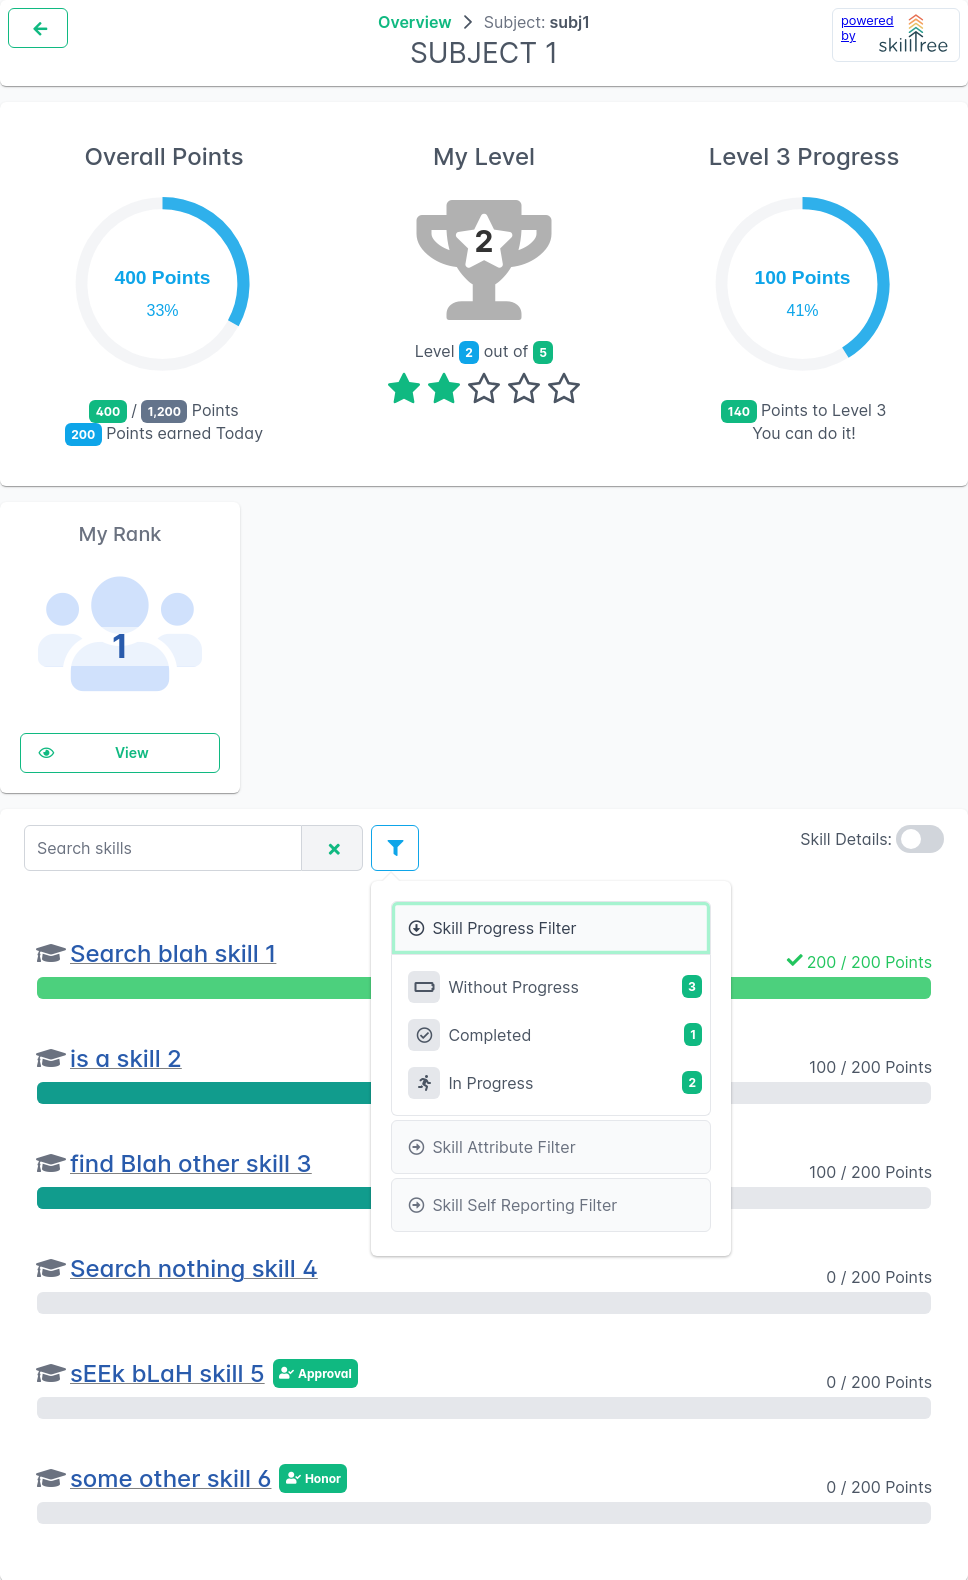 Overview > Subject: subj1
SUBJECT 1
powered
by
skilltree
Overall Points
400 Points
33%
400 / 1,200 Points
200 Points earned Today
My Level
2
Level 2 out of 5
Level 3 Progress
100 Points
41%
140 Points to Level 3
You can do it!
My Rank
1
View
Search skills
Skill Details:
Skill Progress Filter
Without Progress 3
Completed 1
In Progress 2
Skill Attribute Filter
Skill Self Reporting Filter
Search blah skill 1
200 / 200 Points
is a skill 2
100 / 200 Points
find Blah other skill 3
100 / 200 Points
Search nothing skill 4
0 / 200 Points
sEEk bLaH skill 5 Approval
0 / 200 Points
some other skill 6 Honor
0 / 200 Points